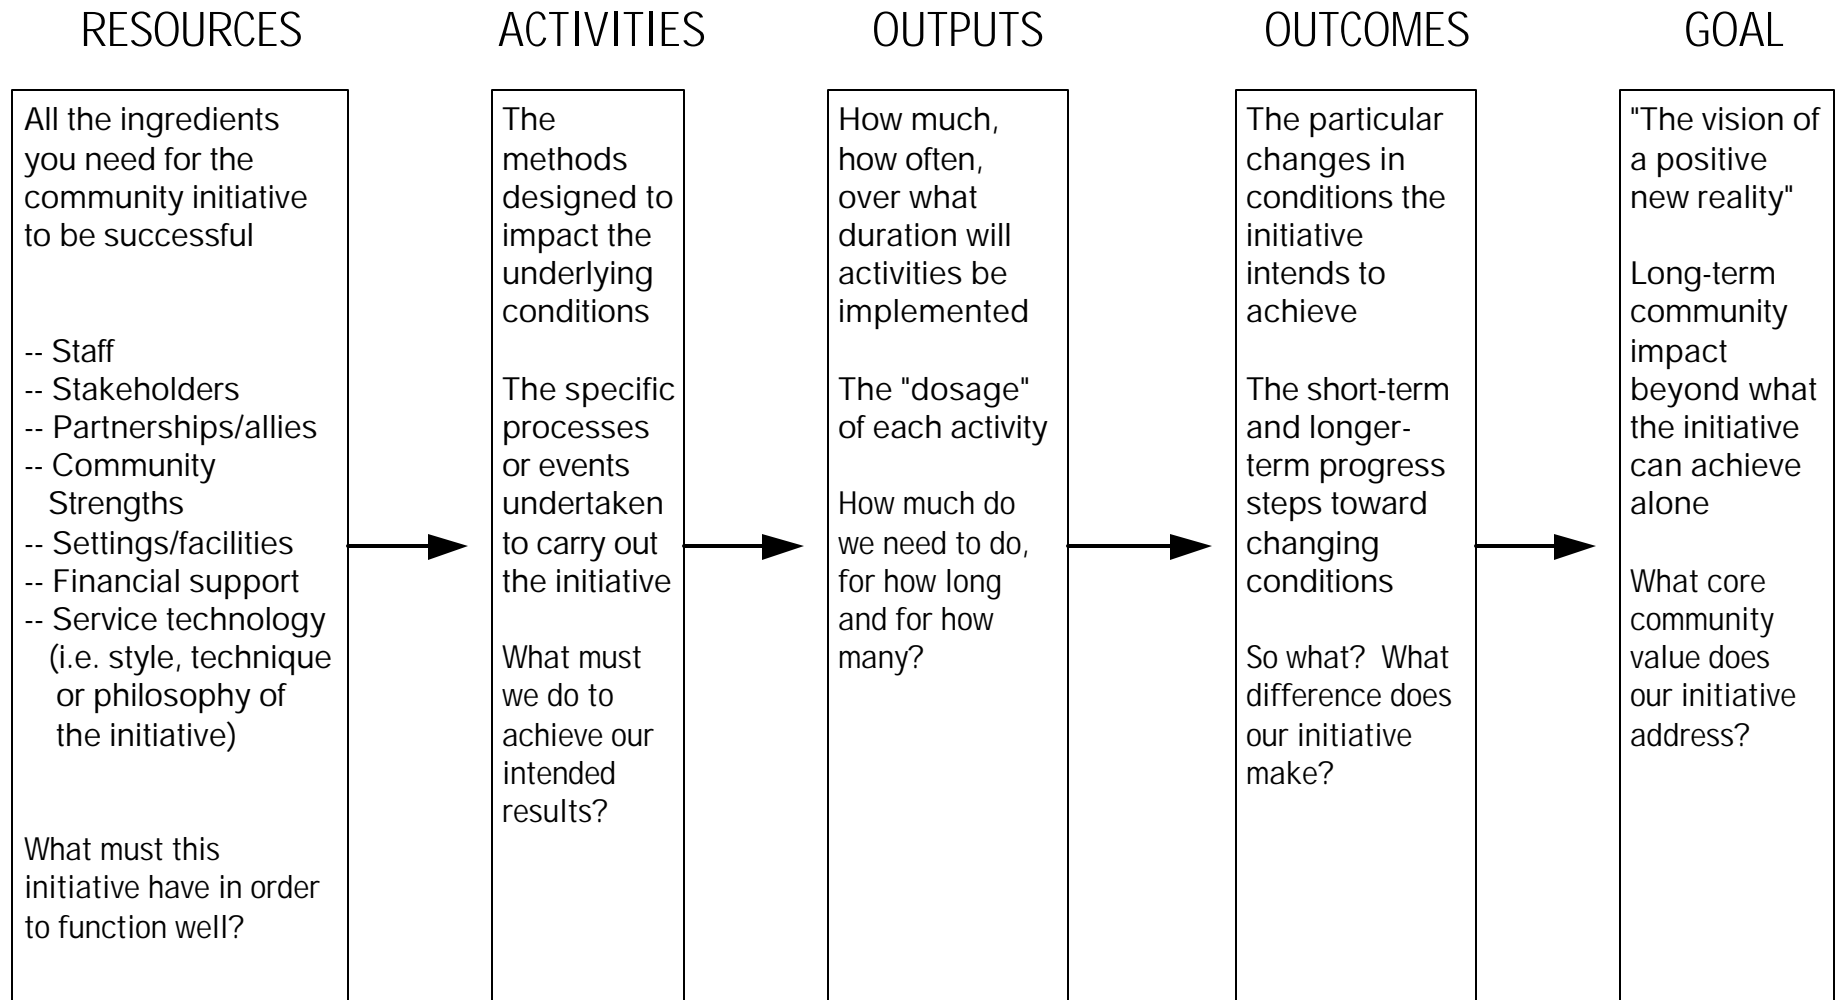 RESOURCES
ACTIVITIES
OUTPUTS
OUTCOMES
GOAL
All the ingredients
you need for the
community initiative
to be successful
-- Staff
-- Stakeholders
-- Partnerships/allies
-- Community
Strengths
-- Settings/facilities
-- Financial support
-- Service technology
(i.e. style, technique
or philosophy of
the initiative)
What must this
initiative have in order
to function well?
The
methods
designed to
impact the
underlying
conditions
The specific
processes
or events
undertaken
to carry out
the initiative
What must
we do to
achieve our
intended
results?
How much,
how often,
over what
duration will
activities be
implemented
The "dosage"
of each activity
How much do
we need to do,
for how long
and for how
many?
The particular
changes in
conditions the
initiative
intends to
achieve
The short-term
and longer-
term progress
steps toward
changing
conditions
So what?  What
difference does
our initiative
make?
"The vision of
a positive
new reality"
Long-term
community
impact
beyond what
the initiative
can achieve
alone
What core
community
value does
our initiative
address?